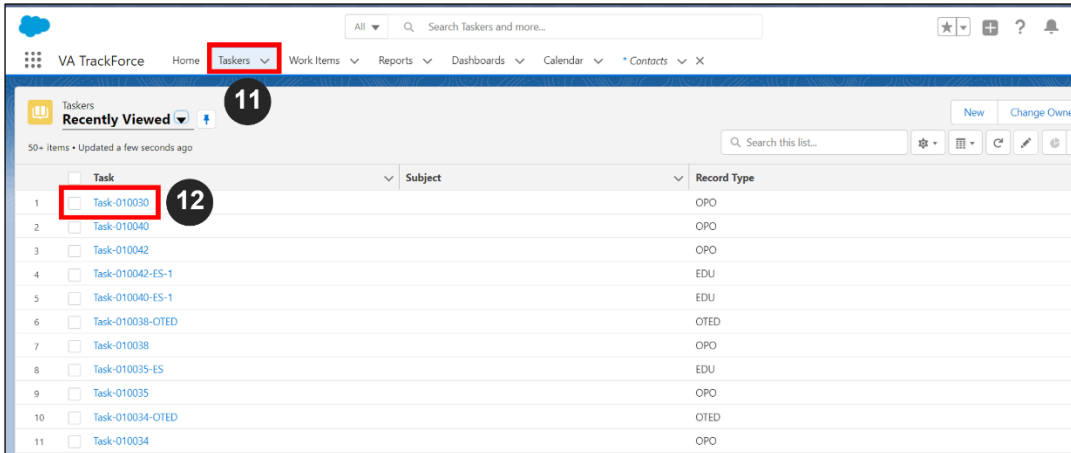 All Search Taskers and more...
VA TrackForce Home Taskers Work Items Reports Dashboards Calendar * Contacts
11
Taskers
Recently Viewed
New Change Owne
50+ items • Updated a few seconds ago
Search this list...
Task Subject Record Type
12
1 Task-010030 OPO
2 Task-010040 OPO
3 Task-010042 OPO
4 Task-010042-ES-1 EDU
5 Task-010040-ES-1 EDU
6 Task-010038-OTED OTED
7 Task-010038 OPO
8 Task-010035-ES EDU
9 Task-010035 OPO
10 Task-010034-OTED OTED
11 Task-010034 OPO